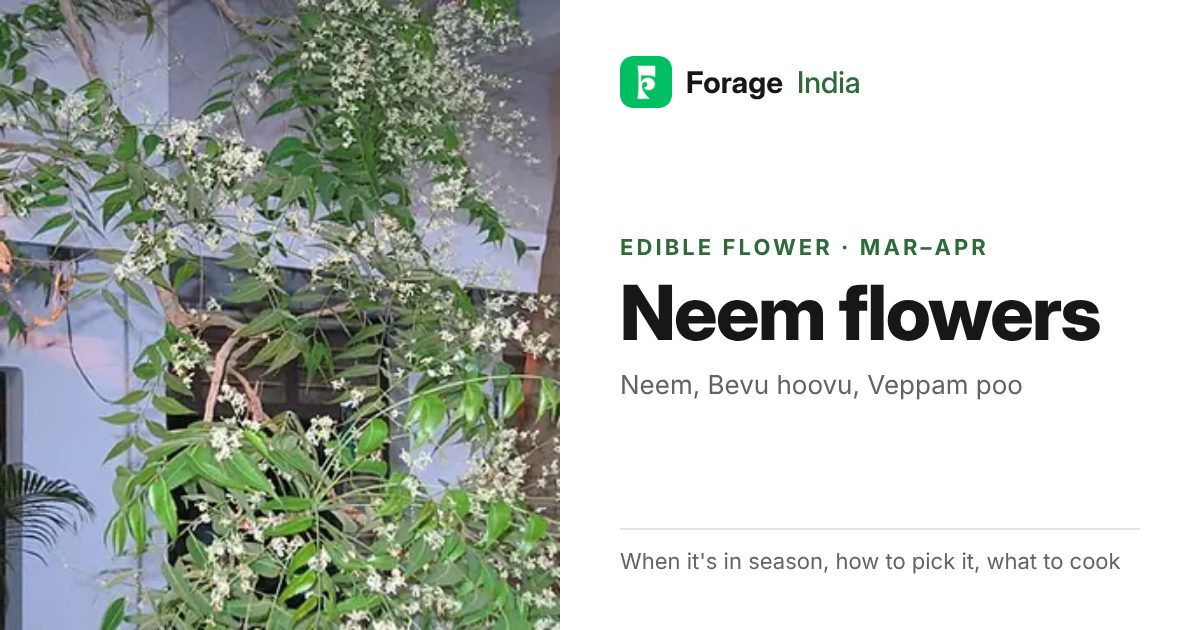 Forage India
EDIBLE FLOWER · MAR–APR
Neem flowers
Neem, Bevu hoovu, Veppam poo
When it's in season, how to pick it, what to cook